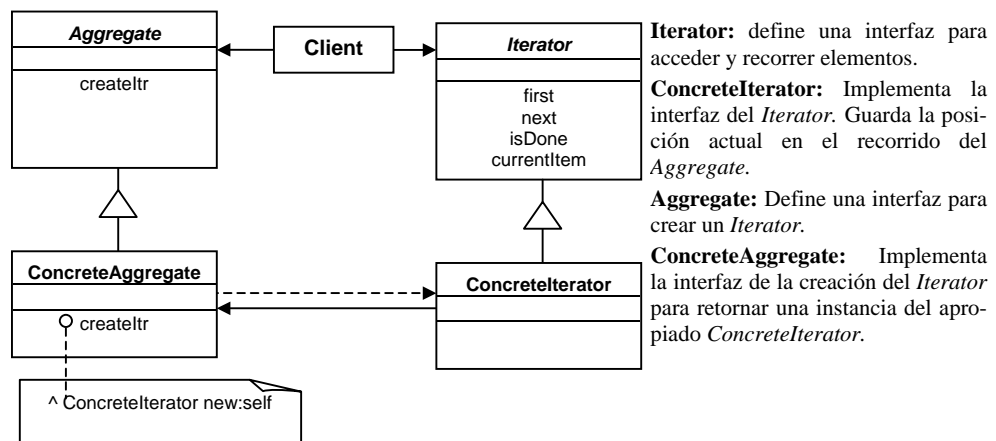 Aggregate
createItr
Client
Iterator
first
next
isDone
currentItem
ConcreteAggregate
createItr
ConcreteIterator
^ ConcreteIterator new:self
Iterator: define una interfaz para
acceder y recorrer elementos.
ConcreteIterator: Implementa la
interfaz del Iterator. Guarda la posi-
ción actual en el recorrido del
Aggregate.
Aggregate: Define una interfaz para
crear un Iterator.
ConcreteAggregate: Implementa
la interfaz de la creación del Iterator
para retornar una instancia del apro-
piado ConcreteIterator.